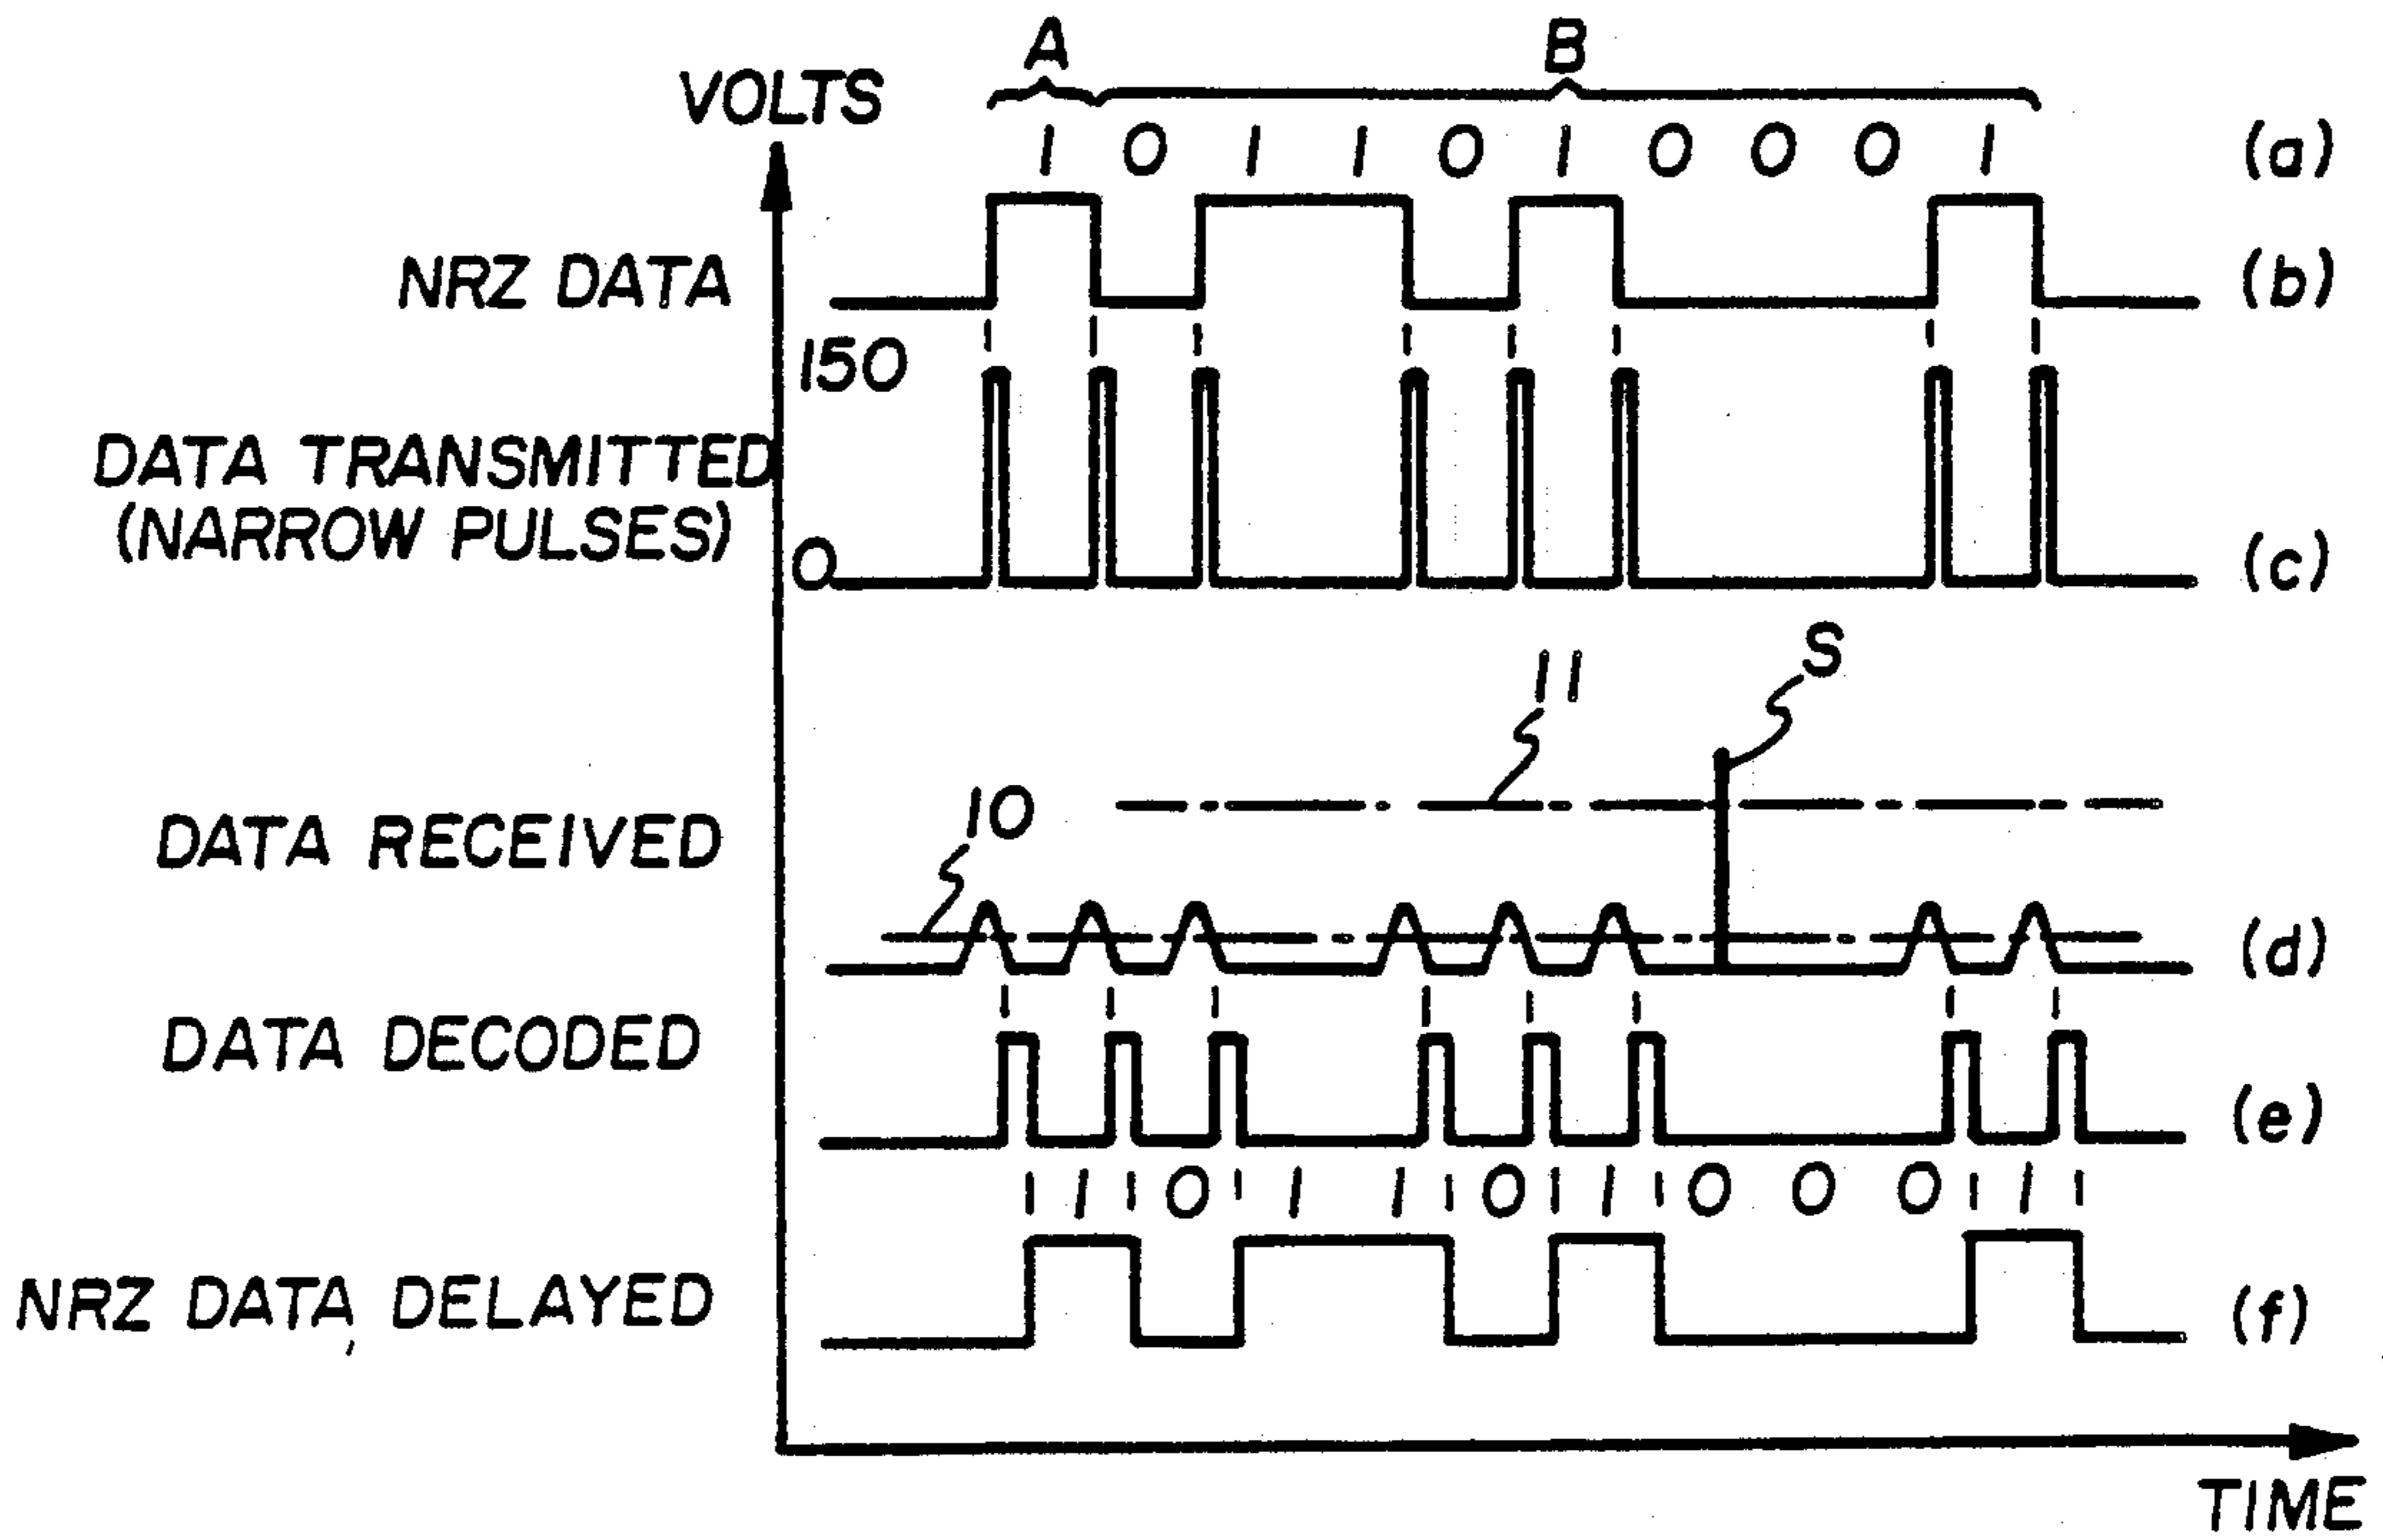 A B
VOLTS
1 0 1 1 0 1 0 0 0 1 (a)
NRZ DATA (b)
150
DATA TRANSMITTED
(NARROW PULSES)
0 (c)
S
11
10
DATA RECEIVED
(d)
DATA DECODED
(e)
1 0 1 1 0 1 0 0 0 1
NRZ DATA, DELAYED (f)
TIME